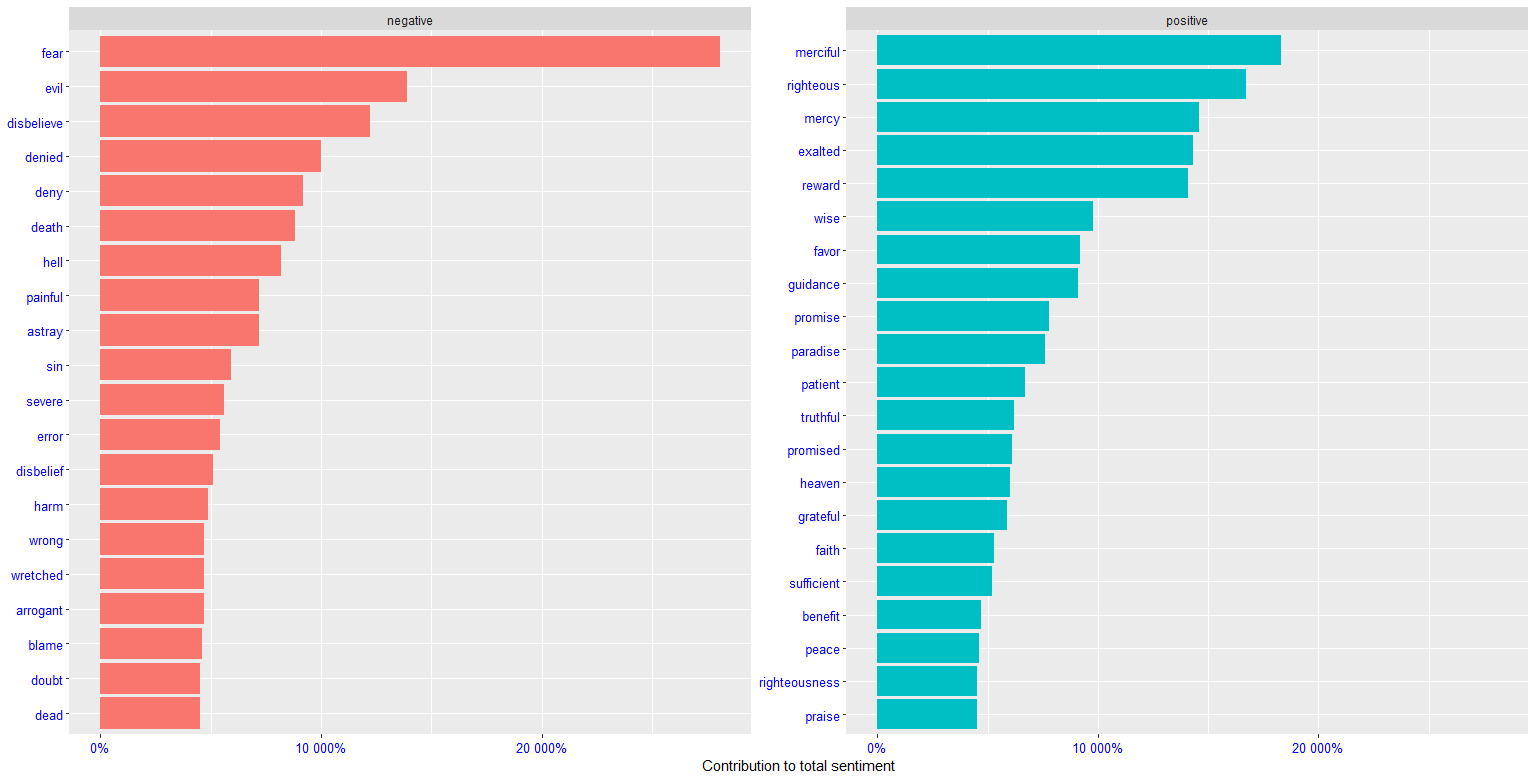 negative
fear
evil
disbelieve
denied
deny
death
hell
painful
astray
sin
severe
error
disbelief
harm
wrong
wretched
arrogant
blame
doubt
dead
0% 10 000% 20 000%
positive
merciful
righteous
mercy
exalted
reward
wise
favor
guidance
promise
paradise
patient
truthful
promised
heaven
grateful
faith
sufficient
benefit
peace
righteousness
praise
0% 10 000% 20 000%
Contribution to total sentiment